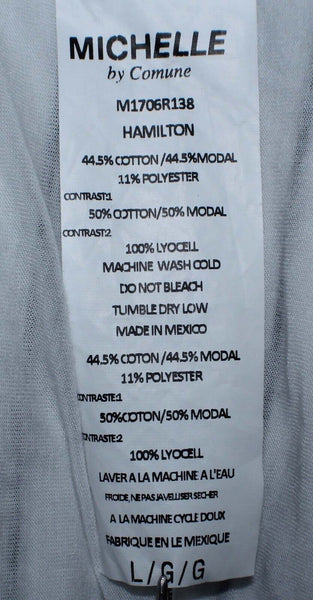 MICHELLE
by Comune
M1706R138
HAMILTON
44.5% COTTON /44.5%MODAL
11% POLYESTER
CONTRAST:1
50% COTTON/50% MODAL
CONTRAST:2
100% LYOCELL
MACHINE WASH COLD
DO NOT BLEACH
TUMBLE DRY LOW
MADE IN MEXICO
44.5% COTON /44.5% MODAL
11% POLYESTER
CONTRASTE:1
50%COTON/50% MODAL
CONTRASTE:2
100% LYOCELL
LAVER A LA MACHINE A L'EAU
FROIDE, NE PAS JAVELLISER SECHER
A LA MACHINE CYCLE DOUX
FABRIQUE EN LE MEXIQUE
L/G/G